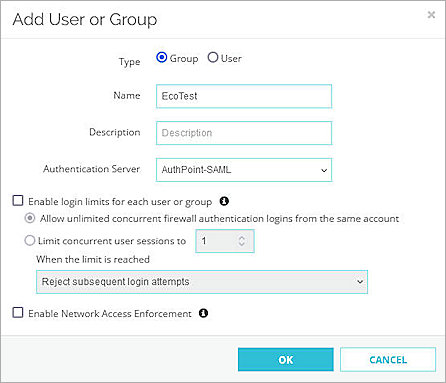 Add User or Group
Type Group User
Name EcoTest
Description Description
Authentication Server AuthPoint-SAML
Enable login limits for each user or group
Allow unlimited concurrent firewall authentication logins from the same account
Limit concurrent user sessions to 1
When the limit is reached
Reject subsequent login attempts
Enable Network Access Enforcement
OK CANCEL